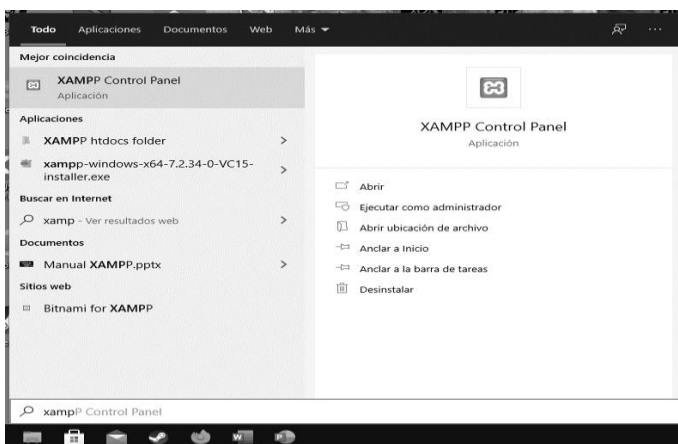 Todo Aplicaciones Documentos Web Más
Mejor coincidencia
XAMPP Control Panel
Aplicación
Aplicaciones
XAMPP htdocs folder
xampp-windows-x64-7.2.34-0-VC15-
installer.exe
Buscar en Internet
xamp - Ver resultados web
Documentos
Manual XAMPP.pptx
Sitios web
Bitnami for XAMPP
XAMPP Control Panel
Aplicación
Abrir
Ejecutar como administrador
Abrir ubicación de archivo
Anclar a Inicio
Anclar a la barra de tareas
Desinstalar
xampP Control Panel